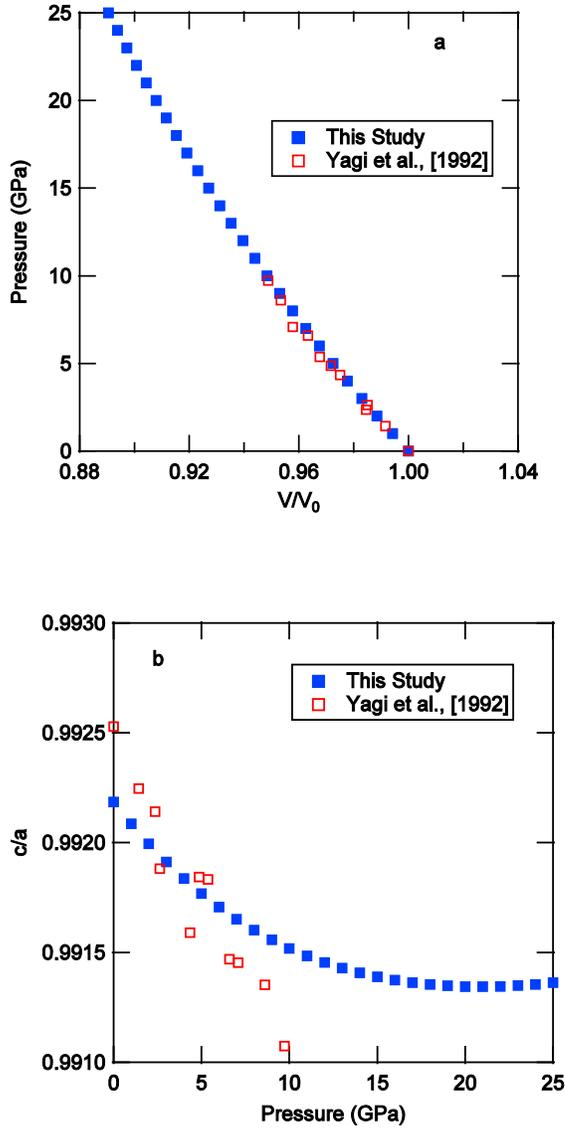 25
a
20
This Study
Yagi et al., [1992]
15
Pressure (GPa)
10
5
0
0.88 0.92 0.96 1.00 1.04
V/V₀
0.9930
b
This Study
Yagi et al., [1992]
0.9925
c/a
0.9920
0.9915
0.9910
0 5 10 15 20 25
Pressure (GPa)